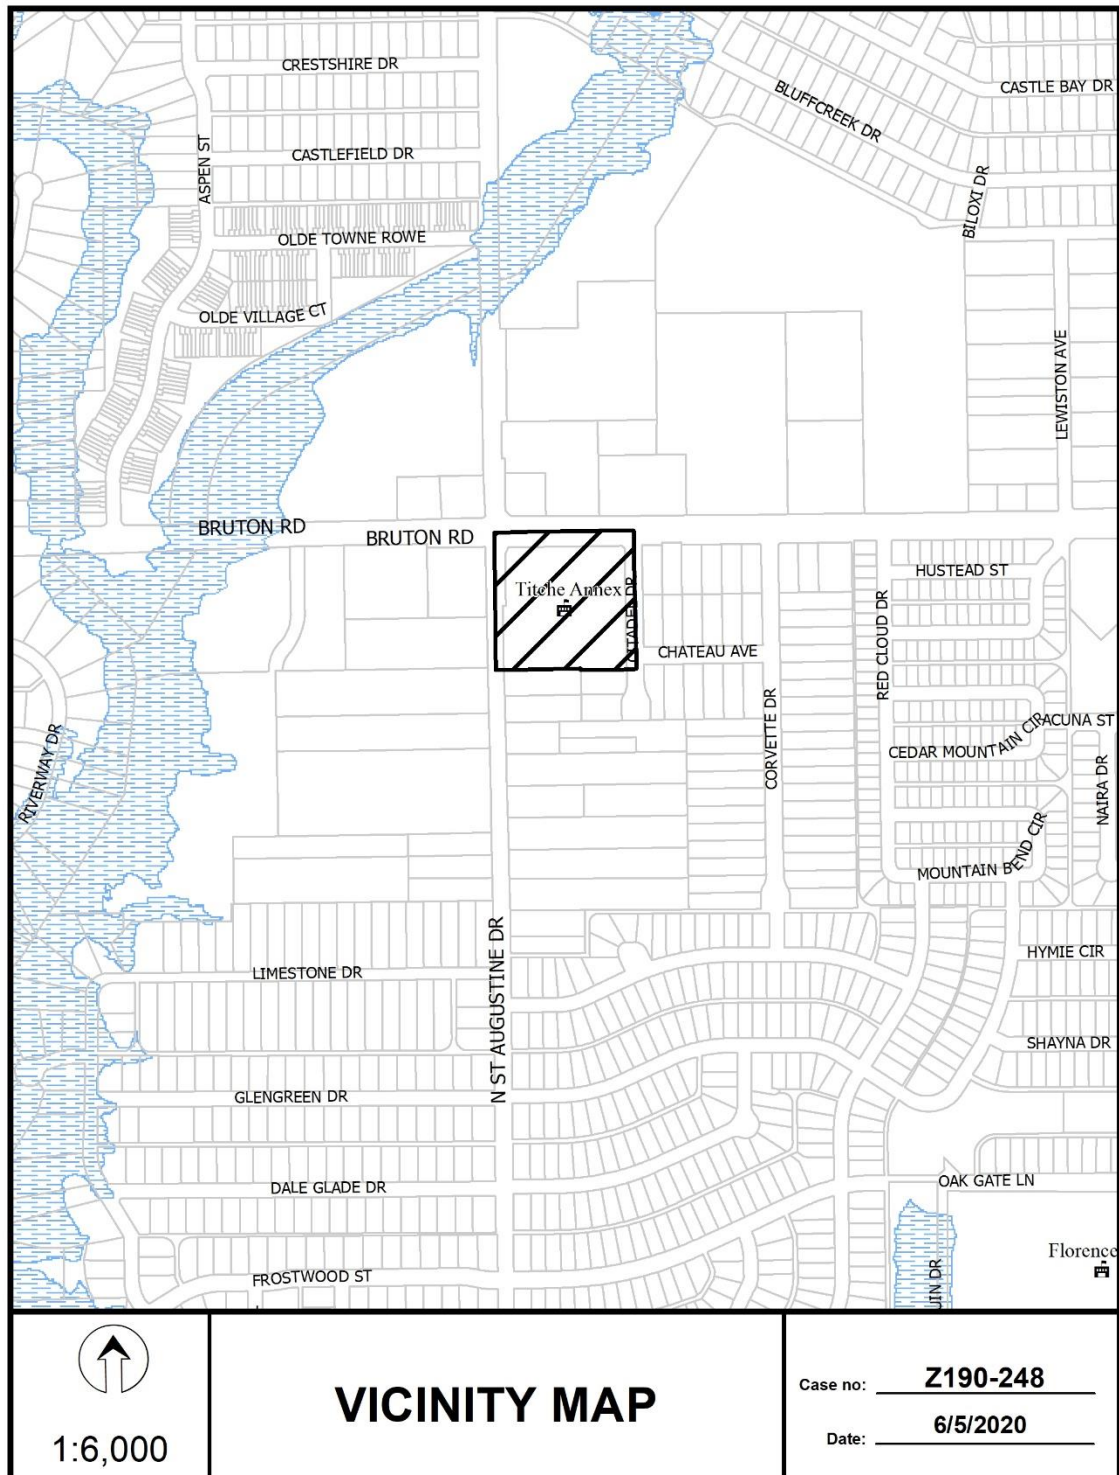 CRESTSHIRE DR
CASTLE BAY DR
BLUFFCREEK DR
ASPEN ST
CASTLEFIELD DR
BILOXI DR
OLDE TOWNE ROWE
OLDE VILLAGE CT
LEWISTON AVE
BRUTON RD
BRUTON RD
Titche Annex
HUSTEAD ST
RED CLOUD DR
CHATEAU AVE
CORVETTE DR
ACUNA ST
CEDAR MOUNTAIN CIR
RIVERWAY DR
NAIRA DR
MOUNTAIN BEND CIR
N ST AUGUSTINE DR
HYMIE CIR
LIMESTONE DR
SHAYNA DR
GLENGREEN DR
DALE GLADE DR
OAK GATE LN
Florence
FROSTWOOD ST
UIN DR
1:6,000
VICINITY MAP
Case no: Z190-248
Date: 6/5/2020